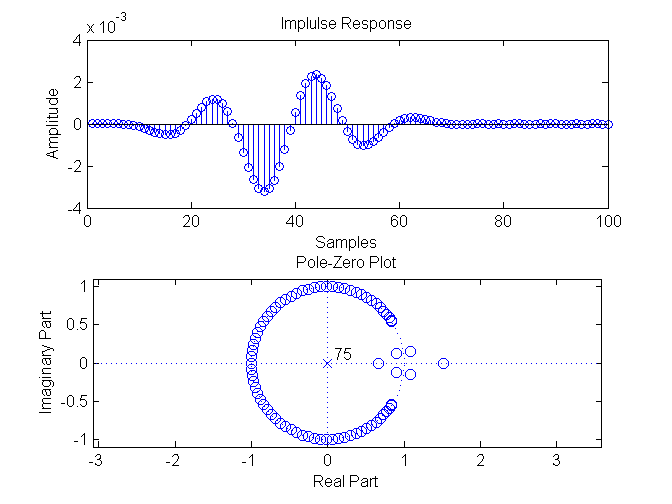 x 10^-3
Implulse Response
4
2
0
-2
-4
Amplitude
0 20 40 60 80 100
Samples
Pole-Zero Plot
1
0.5
0
-0.5
-1
Imaginary Part
75
-3 -2 -1 0 1 2 3
Real Part